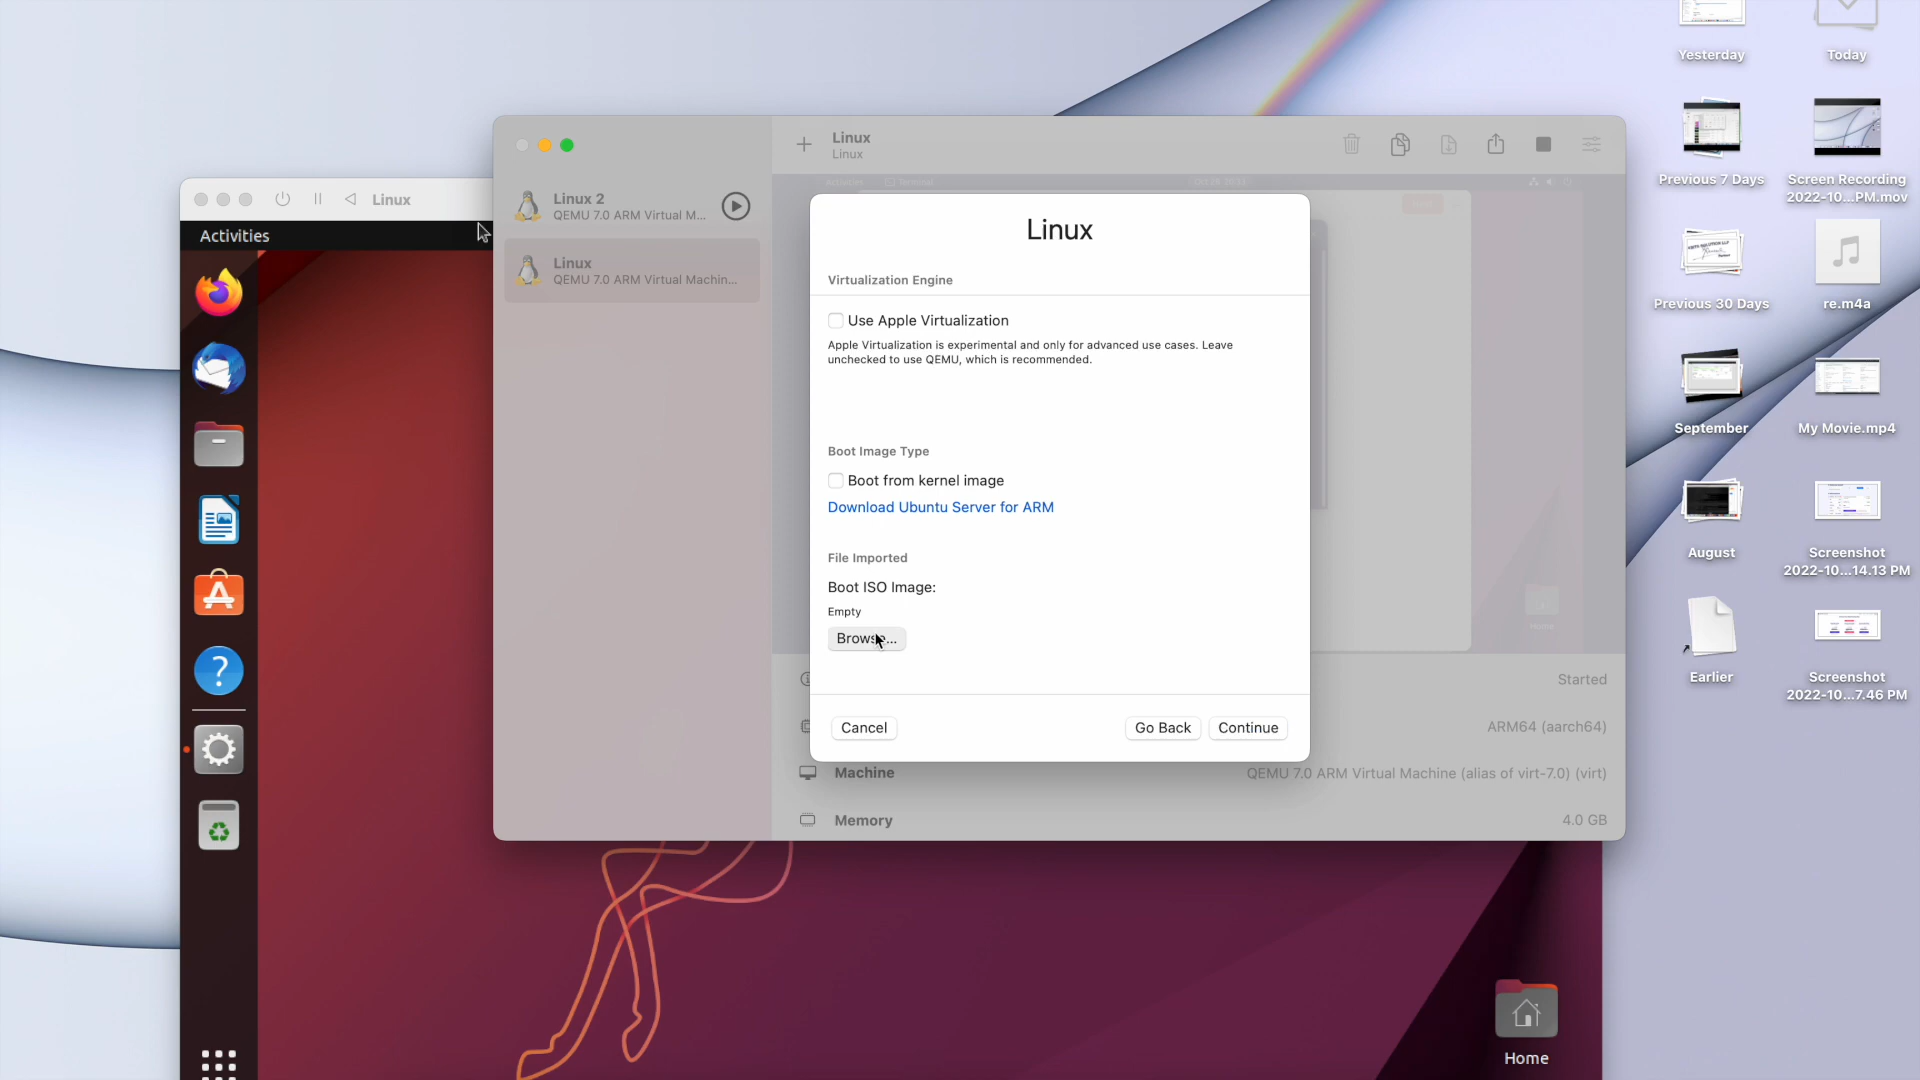 Yesterday
Today
Previous 7 Days
Screen Recording
2022-10...PM.mov
Previous 30 Days
re.m4a
September
My Movie.mp4
August
Screenshot
2022-10...14.13 PM
Earlier
Screenshot
2022-10...7.46 PM
Linux
Activities
Linux
Linux
Linux 2
QEMU 7.0 ARM Virtual M...
Linux
QEMU 7.0 ARM Virtual Machin...
Activities
Terminal
Linux
Virtualization Engine
Use Apple Virtualization
Apple Virtualization is experimental and only for advanced use cases. Leave
unchecked to use QEMU, which is recommended.
Boot Image Type
Boot from kernel image
Download Ubuntu Server for ARM
File Imported
Boot ISO Image:
Empty
Browse...
Cancel
Go Back
Continue
Home
Started
ARM64 (aarch64)
Machine
QEMU 7.0 ARM Virtual Machine (alias of virt-7.0) (virt)
Memory
4.0 GB
Home